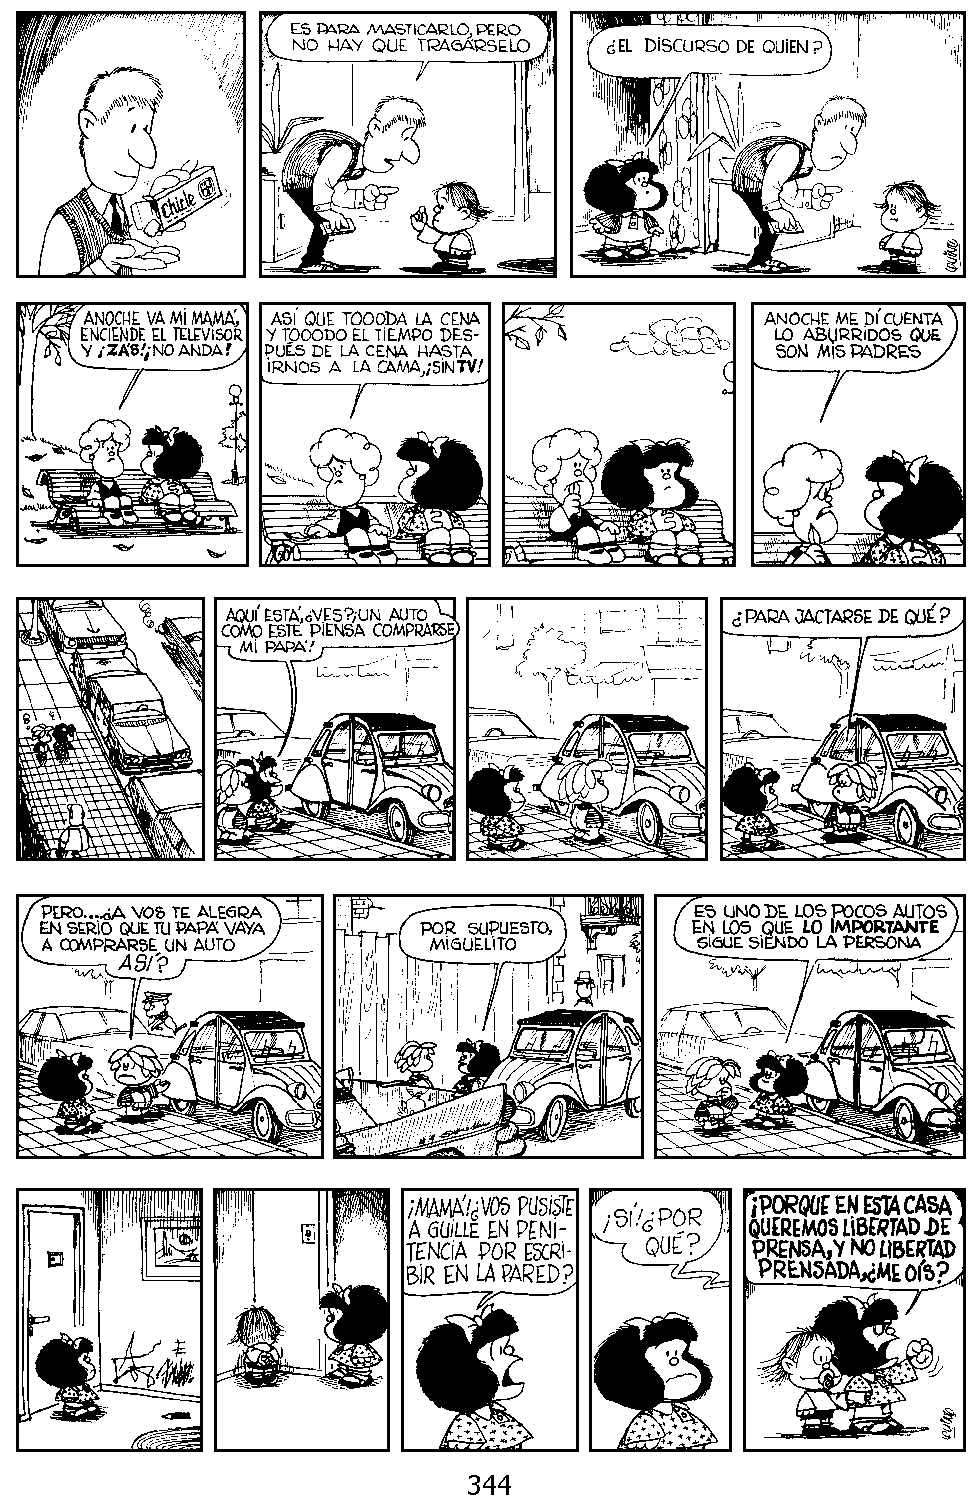 Chicle
ES PARA MASTICARLO, PERO
NO HAY QUE TRAGÁRSELO
¿EL DISCURSO DE QUIEN?
ANOCHE VA MI MAMÁ,
ENCIENDE EL TELEVISOR
Y ¡ZÁS!, ¡NO ANDA!
ASÍ QUE TOOODA LA CENA
Y TOOODO EL TIEMPO DES-
PUÉS DE LA CENA HASTA
IRNOS A LA CAMA, ¡SIN TV!
ANOCHE ME DÍ CUENTA
LO ABURRIDOS QUE
SON MIS PADRES
AQUÍ ESTÁ, ¿VES?; ¡UN AUTO
COMO ESTE PIENSA COMPRARSE
MI PAPÁ!
¿PARA JACTARSE DE QUÉ?
PERO....¿A VOS TE ALEGRA
EN SERIO QUE TU PAPÁ VAYA
A COMPRARSE UN AUTO
ASÍ?
POR SUPUESTO,
MIGUELITO
ES UNO DE LOS POCOS AUTOS
EN LOS QUE LO IMPORTANTE
SIGUE SIENDO LA PERSONA
¡MAMÁ! ¿VOS PUSISTE
A GUILLE EN PENI-
TENCIA POR ESCRI-
BIR EN LA PARED?
¡SÍ! ¿POR
QUÉ?
¡PORQUE EN ESTA CASA
QUEREMOS LIBERTAD DE
PRENSA, Y NO LIBERTAD
PRENSADA, ¿ME OÍS?
344